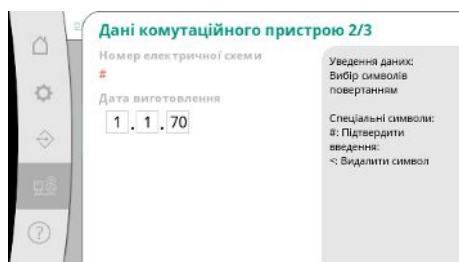 Дані комутаційного пристрою 2/3
Номер електричної схеми
#
Дата виготовлення
1 . 1 . 70
Уведення даних:
Вибір символів
повертанням
Спеціальні символи:
#: Підтвердити
введення:
<: Видалити символ
?